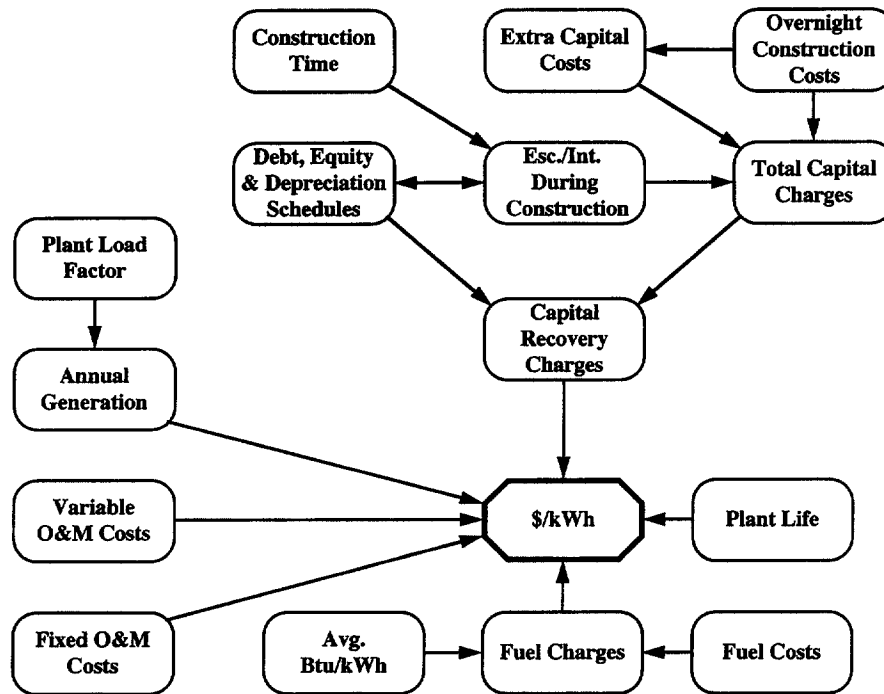 Construction
Time
Extra Capital
Costs
Overnight
Construction
Costs
Debt, Equity
& Depreciation
Schedules
Esc./Int.
During
Construction
Total Capital
Charges
Plant Load
Factor
Capital
Recovery
Charges
Annual
Generation
Variable
O&M Costs
$/kWh
Plant Life
Fixed O&M
Costs
Avg.
Btu/kWh
Fuel Charges
Fuel Costs